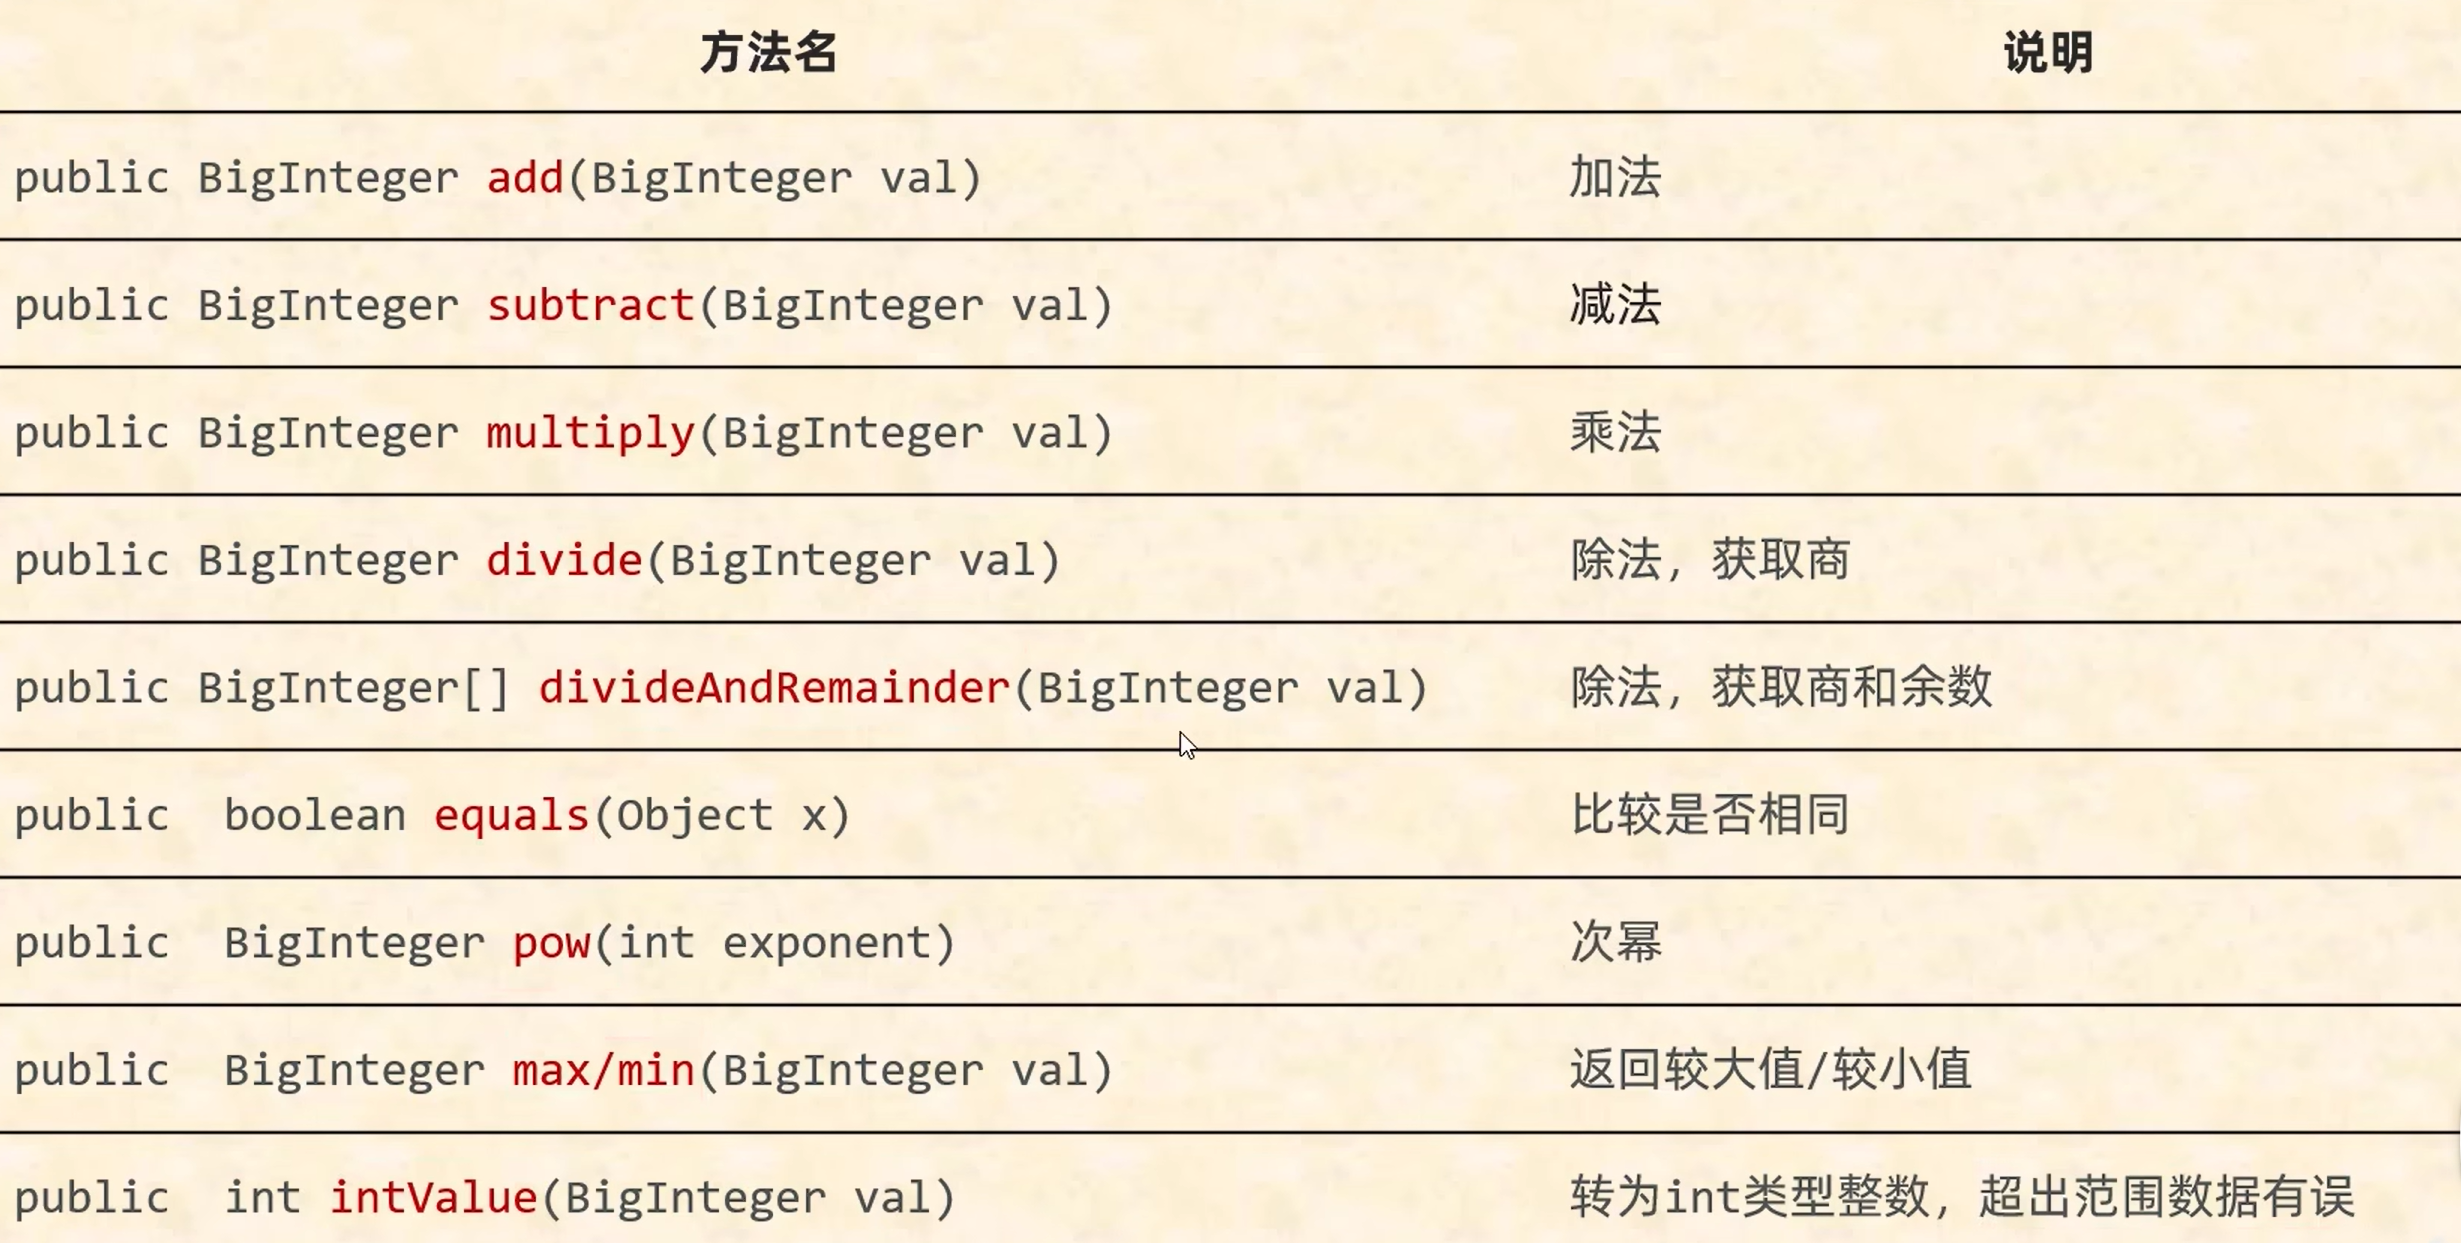 方法名 说明
public BigInteger add(BigInteger val) 加法
public BigInteger subtract(BigInteger val) 减法
public BigInteger multiply(BigInteger val) 乘法
public BigInteger divide(BigInteger val) 除法，获取商
public BigInteger[] divideAndRemainder(BigInteger val) 除法，获取商和余数
public  boolean equals(Object x) 比较是否相同
public  BigInteger pow(int exponent) 次幂
public  BigInteger max/min(BigInteger val) 返回较大值/较小值
public  int intValue(BigInteger val) 转为int类型整数，超出范围数据有误